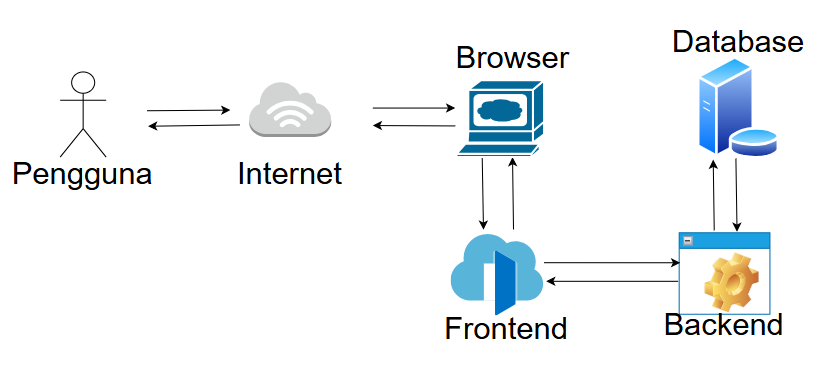 Database
Browser
Pengguna
Internet
Frontend
Backend